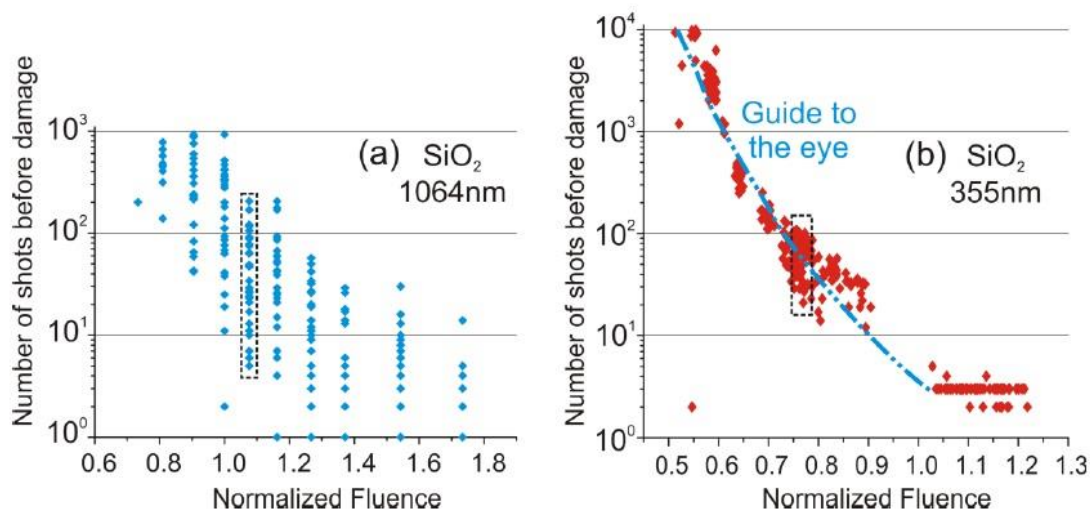 Number of shots before damage
10³
10²
10¹
10⁰
0.6 0.8 1.0 1.2 1.4 1.6 1.8
Normalized Fluence
(a) SiO₂
1064nm
Number of shots before damage
10⁴
10³
10²
10¹
10⁰
0.5 0.6 0.7 0.8 0.9 1.0 1.1 1.2 1.3
Normalized Fluence
Guide to
the eye
(b) SiO₂
355nm